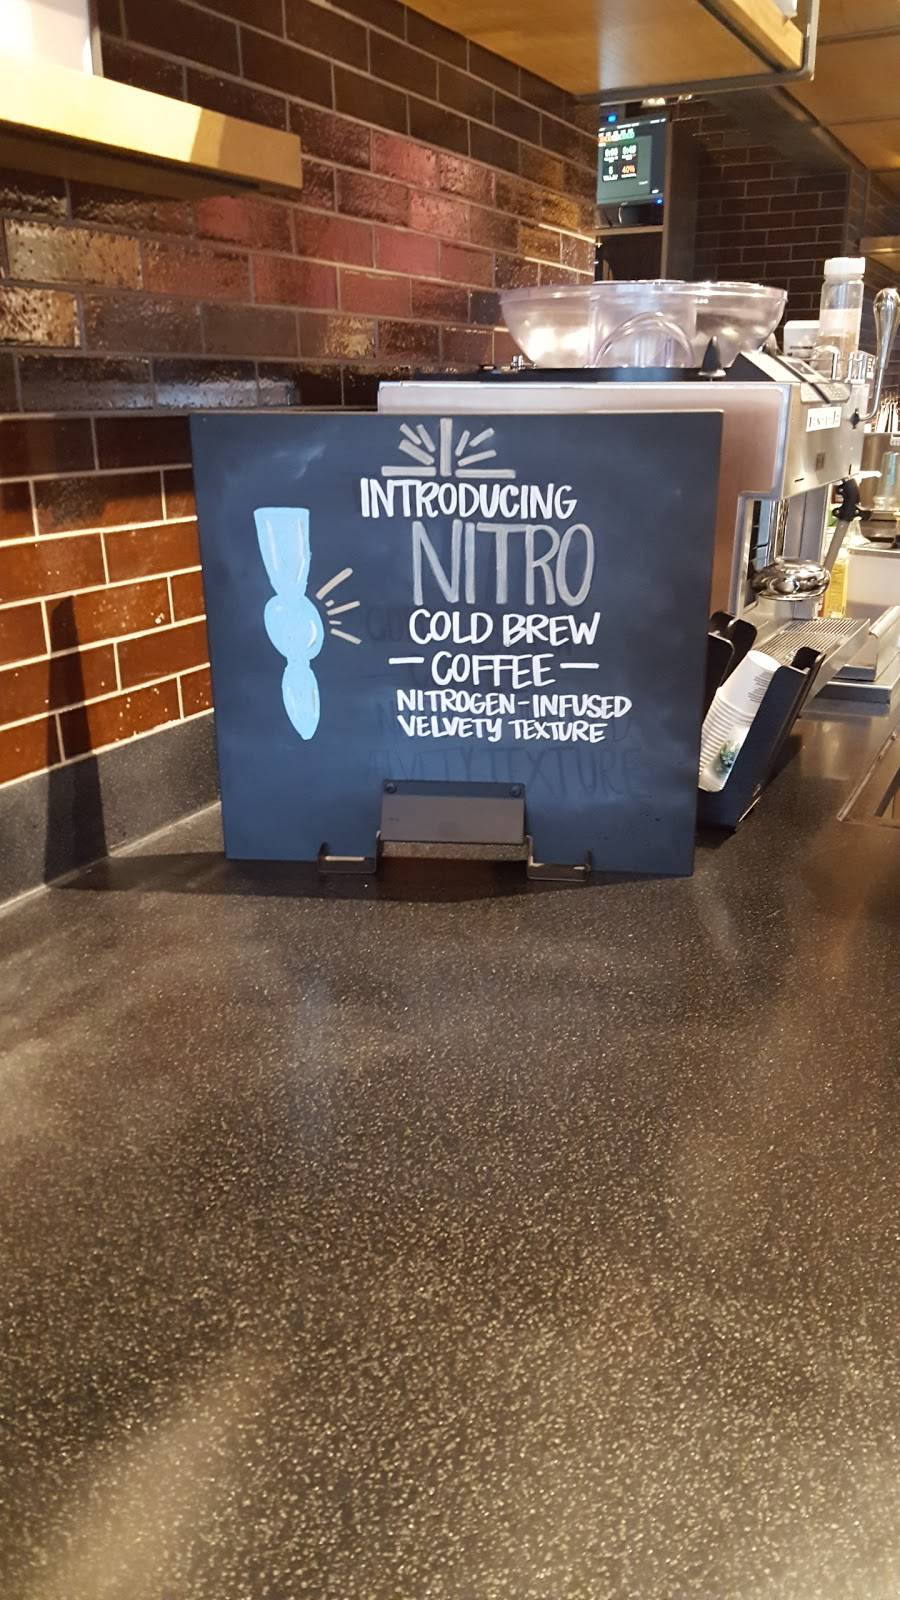 INTRODUCING
NITRO
COLD BREW
— COFFEE —
NITROGEN-INFUSED
VELVETY TEXTURE